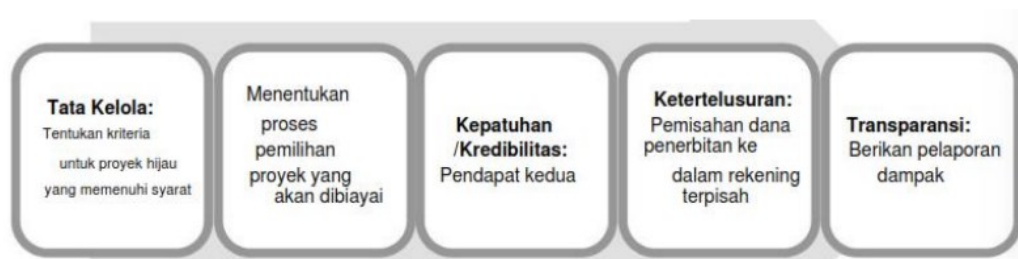 Tata Kelola:
Tentukan kriteria
untuk proyek hijau
yang memenuhi syarat
Menentukan
proses
pemilihan
proyek yang
akan dibiayai
Kepatuhan
/Kredibilitas:
Pendapat kedua
Ketertelusuran:
Pemisahan dana
penerbitan ke
dalam rekening
terpisah
Transparansi:
Berikan pelaporan
dampak